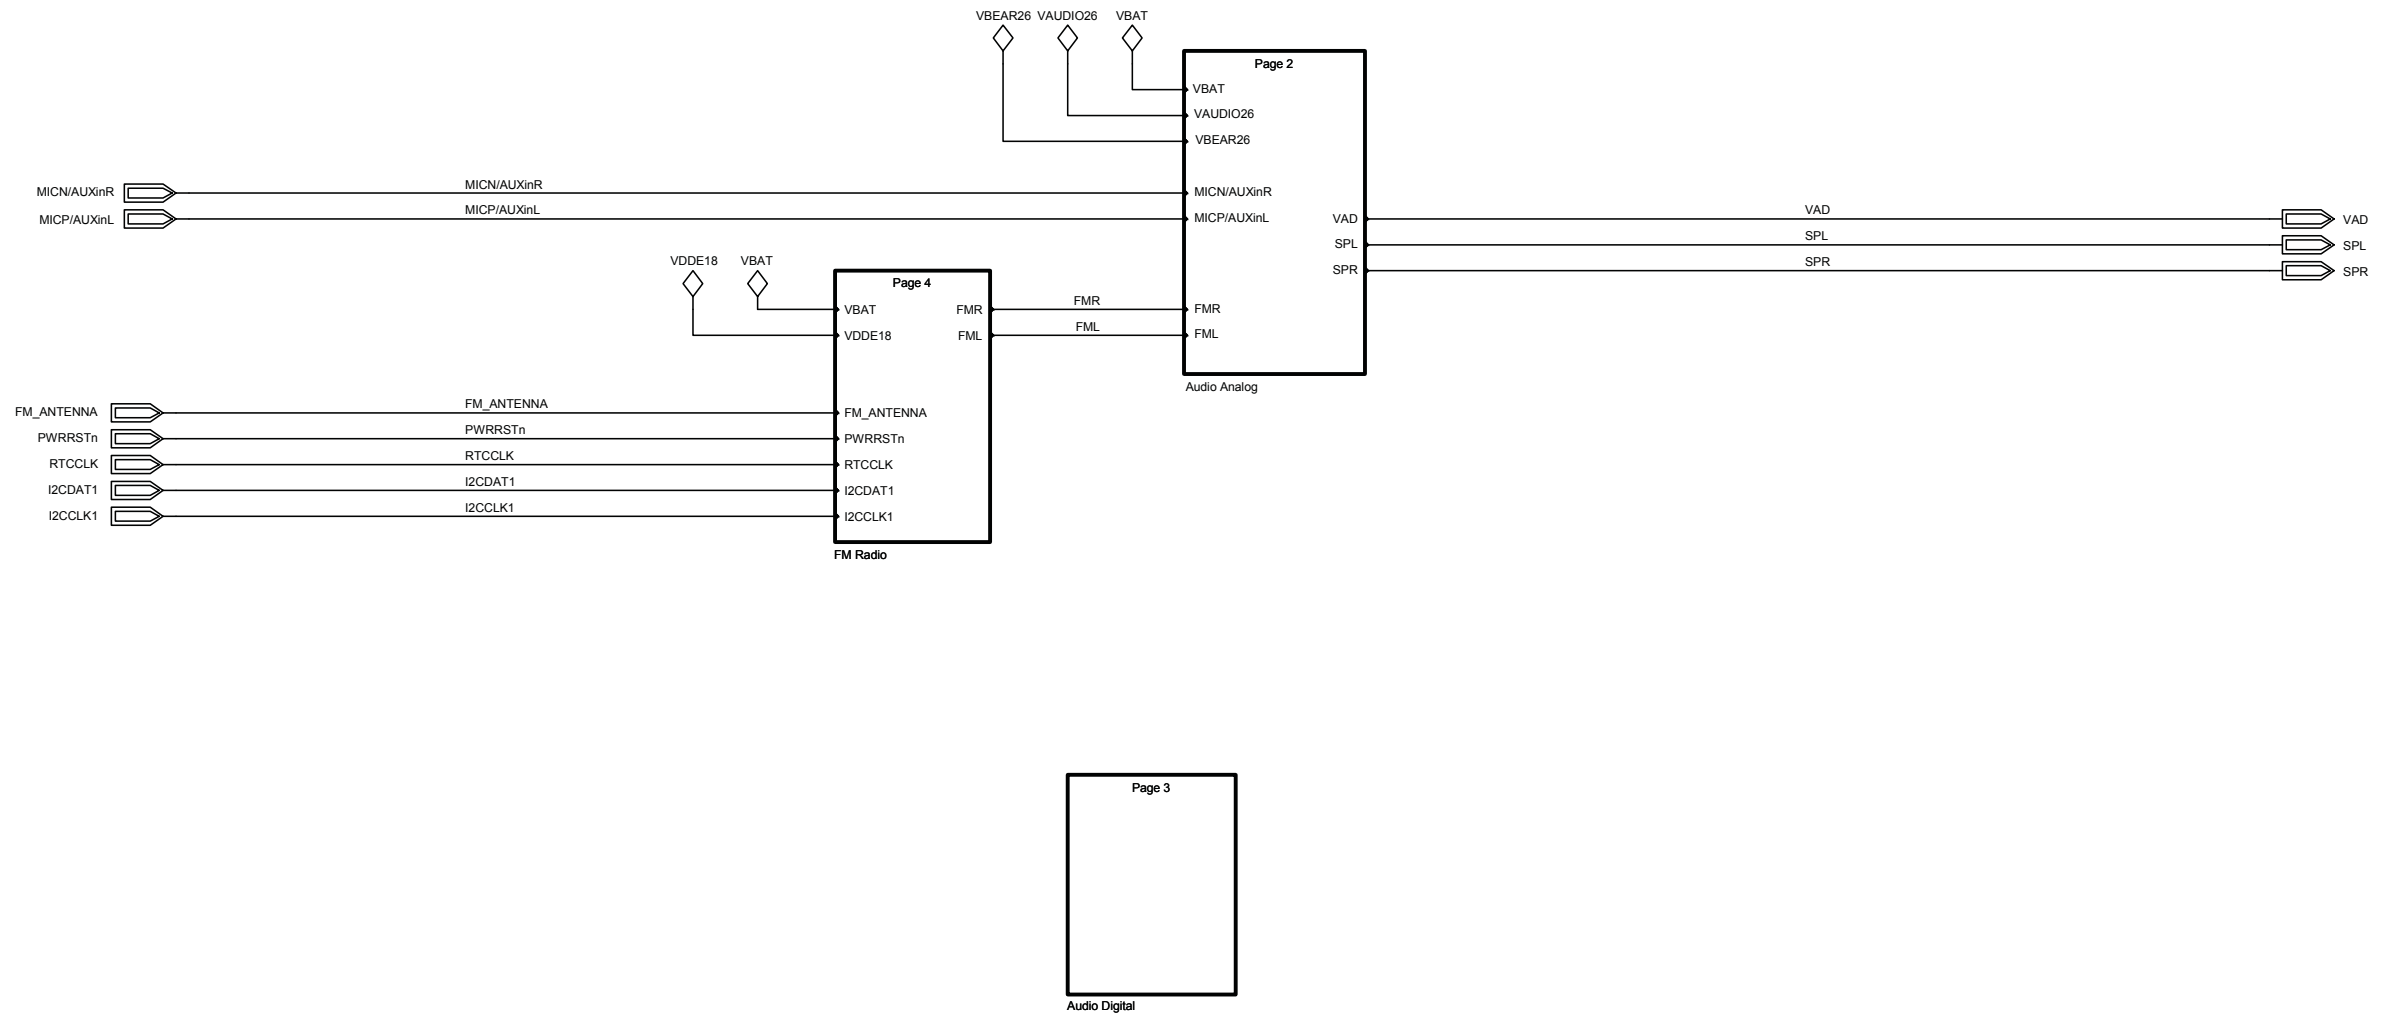 VBEAR26 VAUDIO26 VBAT
Page 2
VBAT
VAUDIO26
VBEAR26
MICN/AUXinR MICN/AUXinR MICN/AUXinR
MICP/AUXinL MICP/AUXinL MICP/AUXinL VAD VAD VAD
SPL SPL SPL
SPR SPR SPR
VDDE18 VBAT
Page 4
VBAT FMR FMR FMR
VDDE18 FML FML FML
Audio Analog
FM_ANTENNA FM_ANTENNA FM_ANTENNA
PWRRSTn PWRRSTn PWRRSTn
RTCCLK RTCCLK RTCCLK
I2CDAT1 I2CDAT1 I2CDAT1
I2CCLK1 I2CCLK1 I2CCLK1
FM Radio
Page 3
Audio Digital